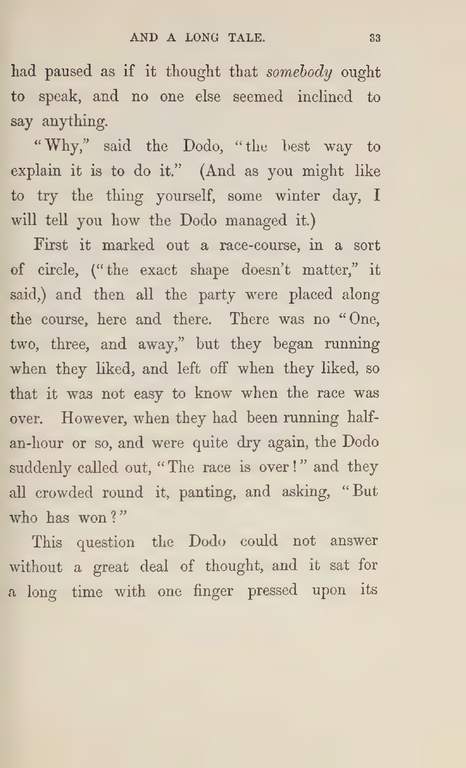 AND A LONG TALE. 33
had paused as if it thought that somebody ought
to speak, and no one else seemed inclined to
say anything.
"Why," said the Dodo, "the best way to
explain it is to do it." (And as you might like
to try the thing yourself, some winter day, I
will tell you how the Dodo managed it.)
First it marked out a race-course, in a sort
of circle, ("the exact shape doesn't matter," it
said,) and then all the party were placed along
the course, here and there. There was no "One,
two, three, and away," but they began running
when they liked, and left off when they liked, so
that it was not easy to know when the race was
over. However, when they had been running half-
an-hour or so, and were quite dry again, the Dodo
suddenly called out, "The race is over!" and they
all crowded round it, panting, and asking, "But
who has won?"
This question the Dodo could not answer
without a great deal of thought, and it sat for
a long time with one finger pressed upon its